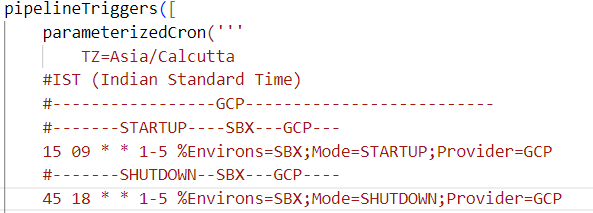 pipelineTriggers([
parameterizedCron('''
TZ=Asia/Calcutta
#IST (Indian Standard Time)
#-----------------GCP--------------------------
#-------STARTUP----SBX---GCP---
15 09 * * 1-5 %Environs=SBX;Mode=STARTUP;Provider=GCP
#-------SHUTDOWN--SBX---GCP----
45 18 * * 1-5 %Environs=SBX;Mode=SHUTDOWN;Provider=GCP